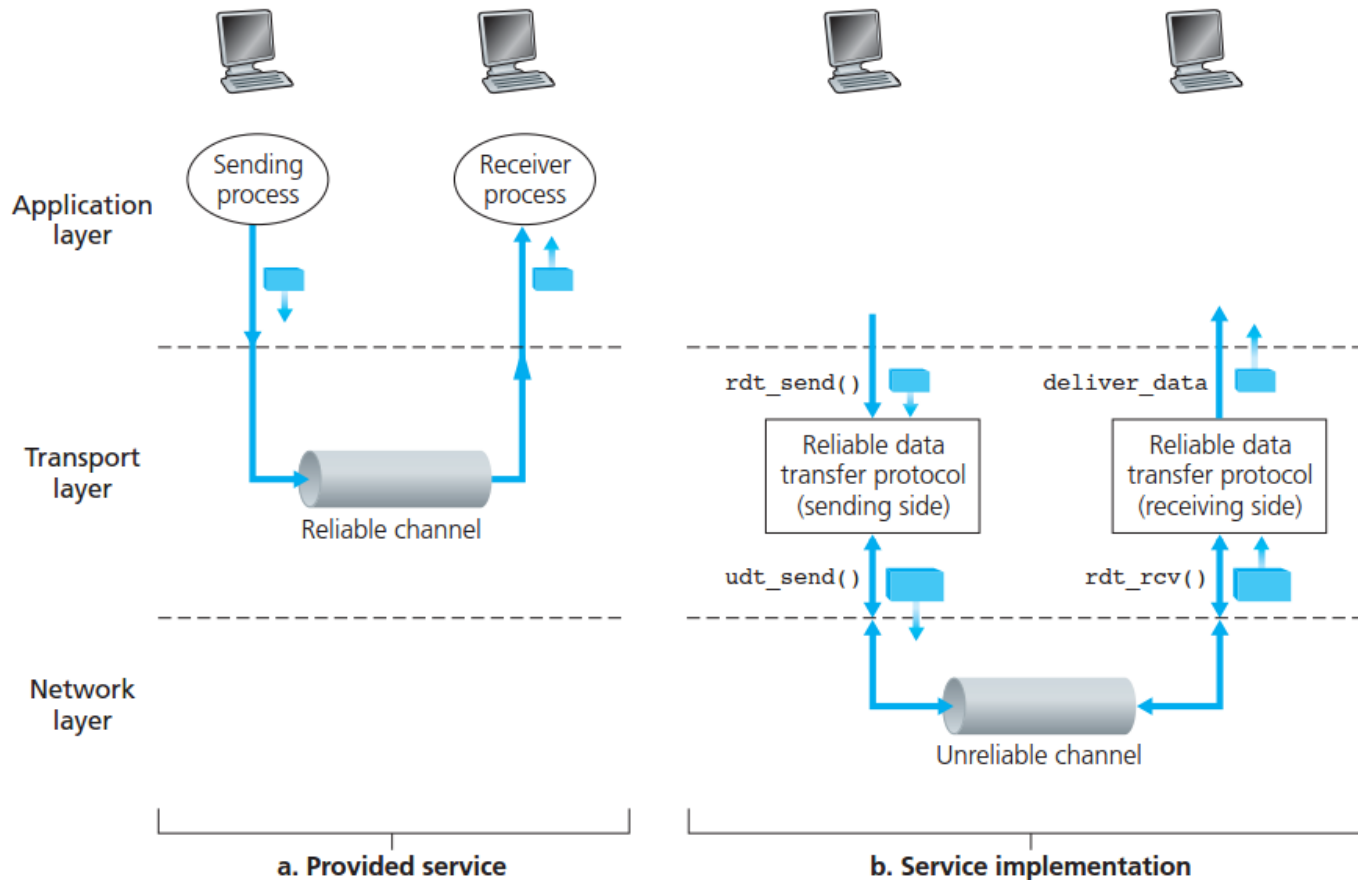 Sending
process
Receiver
process
Application
layer
rdt_send()
deliver_data
Transport
layer
Reliable channel
Reliable data
transfer protocol
(sending side)
Reliable data
transfer protocol
(receiving side)
udt_send()
rdt_rcv()
Network
layer
Unreliable channel
a. Provided service
b. Service implementation